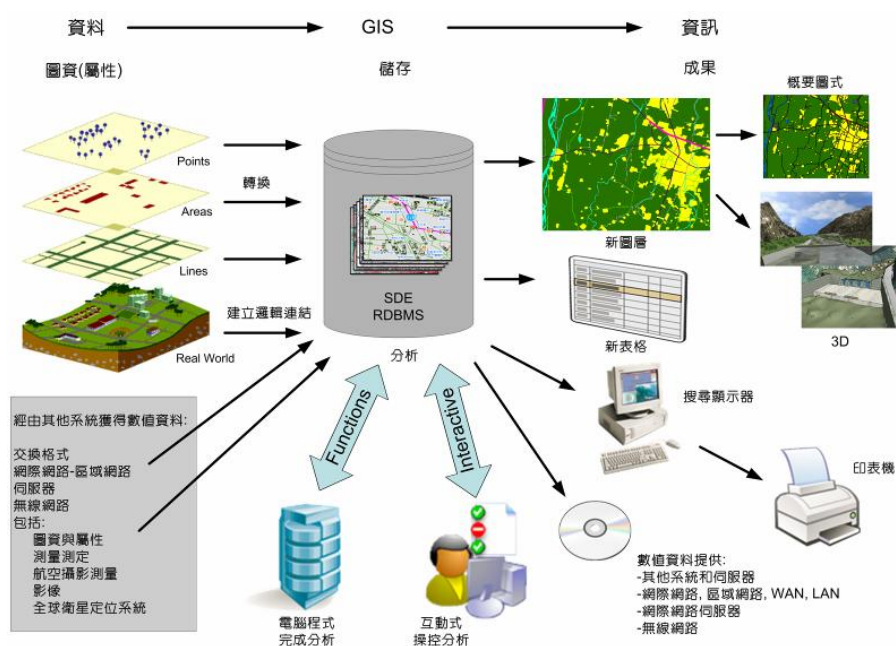 資料
GIS
資訊
圖資(屬性)
儲存
成果
概要圖式
Points
Areas
Lines
Real World
轉換
建立邏輯連結
SDE
RDBMS
分析
新圖層
新表格
3D
搜尋顯示器
印表機
經由其他系統獲得數值資料:
交換格式
網際網路-區域網路
伺服器
無線網路
包括:
圖資與屬性
測量測定
航空攝影測量
影像
全球衛星定位系統
Functions
Interactive
電腦程式
完成分析
互動式
操控分析
數值資料提供:
-其他系統和伺服器
-網際網路, 區域網路, WAN, LAN
-網際網路伺服器
-無線網路